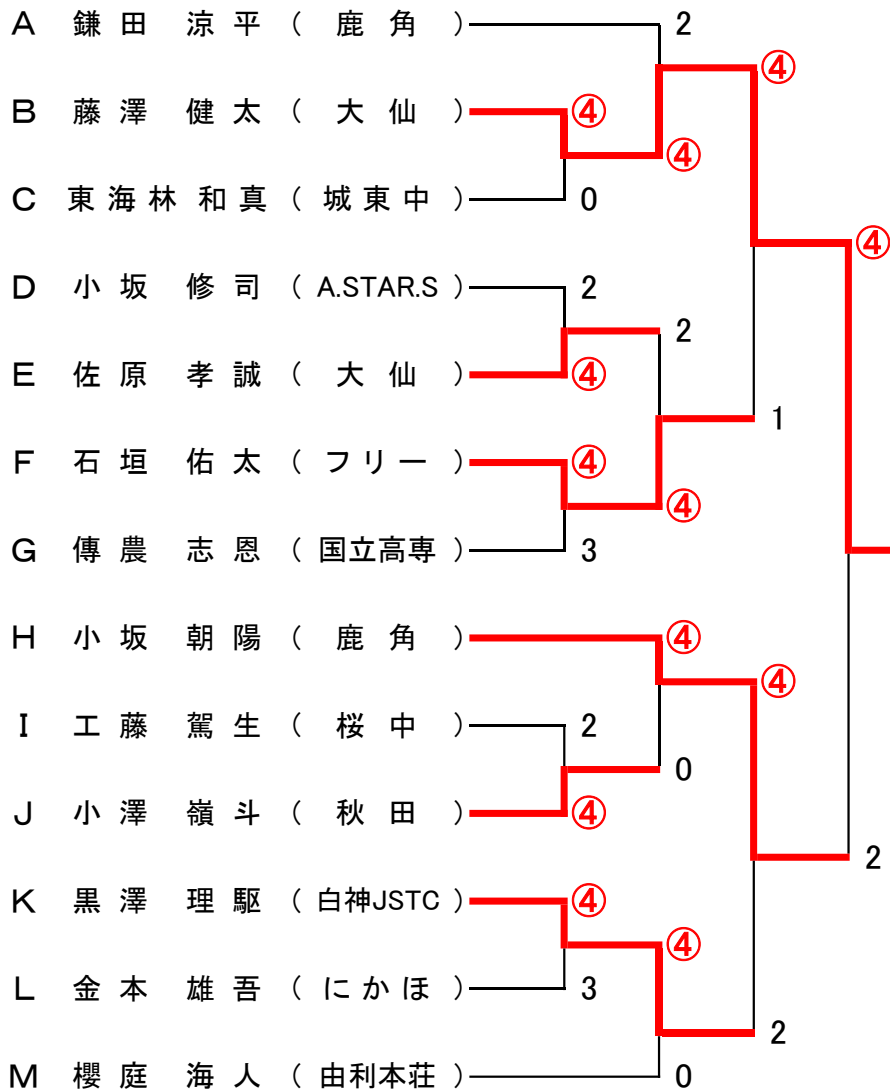 A 鎌田 涼平 ( 鹿角 ) 2
④
B 藤澤 健太 ( 大仙 ) ④
④
C 東海林 和真 ( 城東中 ) 0
④
D 小坂 修司 ( A.STAR.S ) 2
2
E 佐原 孝誠 ( 大仙 ) ④
1
F 石垣 佑太 ( フリー ) ④
④
G 傳農 志恩 ( 国立高専 ) 3
H 小坂 朝陽 ( 鹿角 ) ④
④
I 工藤 駕生 ( 桜中 ) 2
0
J 小澤 嶺斗 ( 秋田 ) ④
2
K 黒澤 理駆 ( 白神JSTC ) ④
④
L 金本 雄吾 ( にかほ ) 3
2
M 櫻庭 海人 ( 由利本荘 ) 0